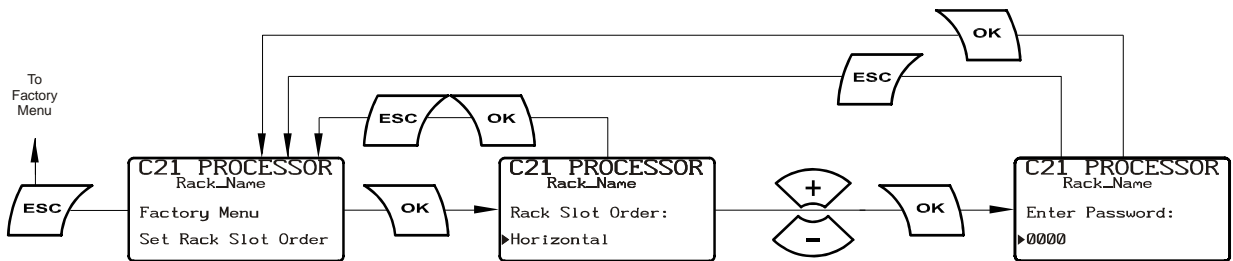 OK
ESC
To
Factory
Menu
ESC OK
C21 PROCESSOR
Rack_Name
Factory Menu
Set Rack Slot Order
ESC
OK
C21 PROCESSOR
Rack_Name
Rack Slot Order:
▶Horizontal
+
-
OK
C21 PROCESSOR
Rack_Name
Enter Password:
▶0000